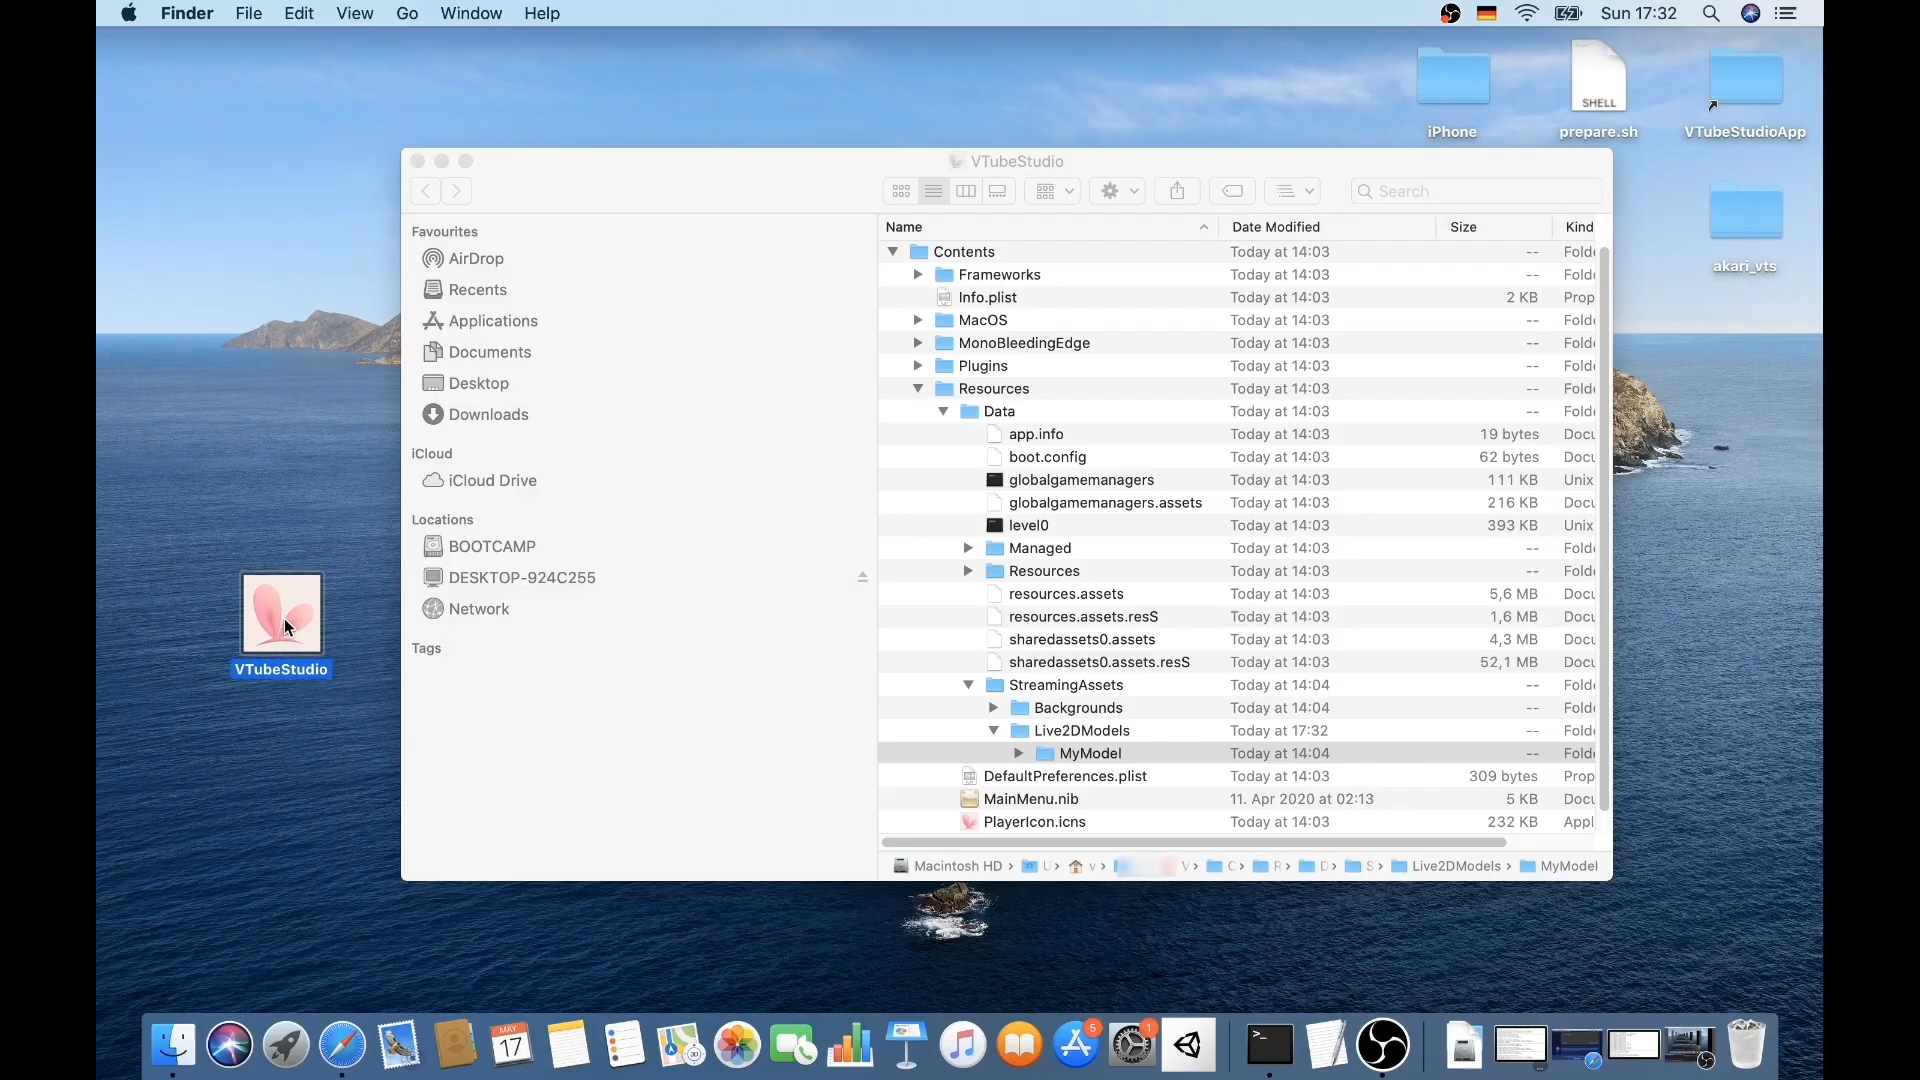 Finder File Edit View Go Window Help Sun 17:32
SHELL
iPhone prepare.sh VTubeStudioApp
akari_vts
VTubeStudio
VTubeStudio
Search
Favourites
AirDrop
Recents
Applications
Documents
Desktop
Downloads
iCloud
iCloud Drive
Locations
BOOTCAMP
DESKTOP-924C255
Network
Tags
Name Date Modified Size Kind
Contents Today at 14:03 --
Frameworks Today at 14:03 --
Info.plist Today at 14:03 2 KB Prop
MacOS Today at 14:03 --
MonoBleedingEdge Today at 14:03 --
Plugins Today at 14:03 --
Resources Today at 14:03 --
Data Today at 14:03 --
app.info Today at 14:03 19 bytes
boot.config Today at 14:03 62 bytes
globalgamemanagers Today at 14:03 111 KB Unix
globalgamemanagers.assets Today at 14:03 216 KB
level0 Today at 14:03 393 KB Unix
Managed Today at 14:03 --
Resources Today at 14:03 --
resources.assets Today at 14:03 5,6 MB
resources.assets.resS Today at 14:03 1,6 MB
sharedassets0.assets Today at 14:03 4,3 MB
sharedassets0.assets.resS Today at 14:03 52,1 MB
StreamingAssets Today at 14:04 --
Backgrounds Today at 14:04 --
Live2DModels Today at 17:32 --
MyModel Today at 14:04 --
DefaultPreferences.plist Today at 14:03 309 bytes Prop
MainMenu.nib 11. Apr 2020 at 02:13 5 KB
PlayerIcon.icns Today at 14:03 232 KB Appl
Macintosh HD › U › v › V › C › R › D › S › Live2DModels › MyModel
MAY
17
3D
5
1